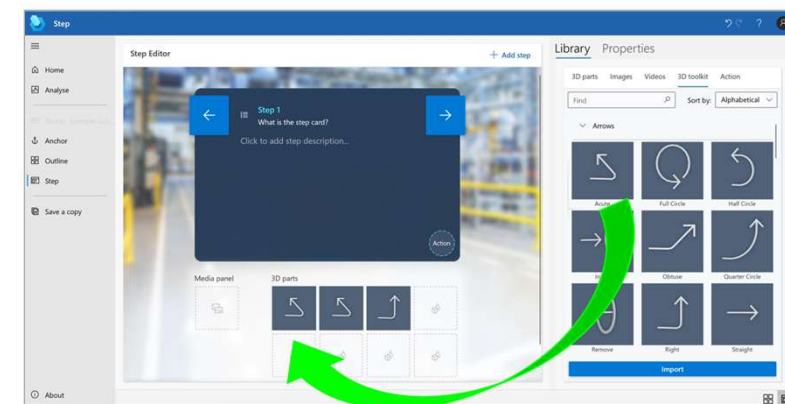 Step
Home
Analyse
Anchor
Outline
Step
Save a copy
About
Step Editor
+ Add step
Step 1
What is the step card?
Click to add step description...
Action
Media panel
3D parts
Library Properties
3D parts Images Videos 3D toolkit Action
Find
Sort by: Alphabetical
Arrows
Acute Full Circle Half Circle
Obtuse Quarter Circle
Remove Right Straight
Import